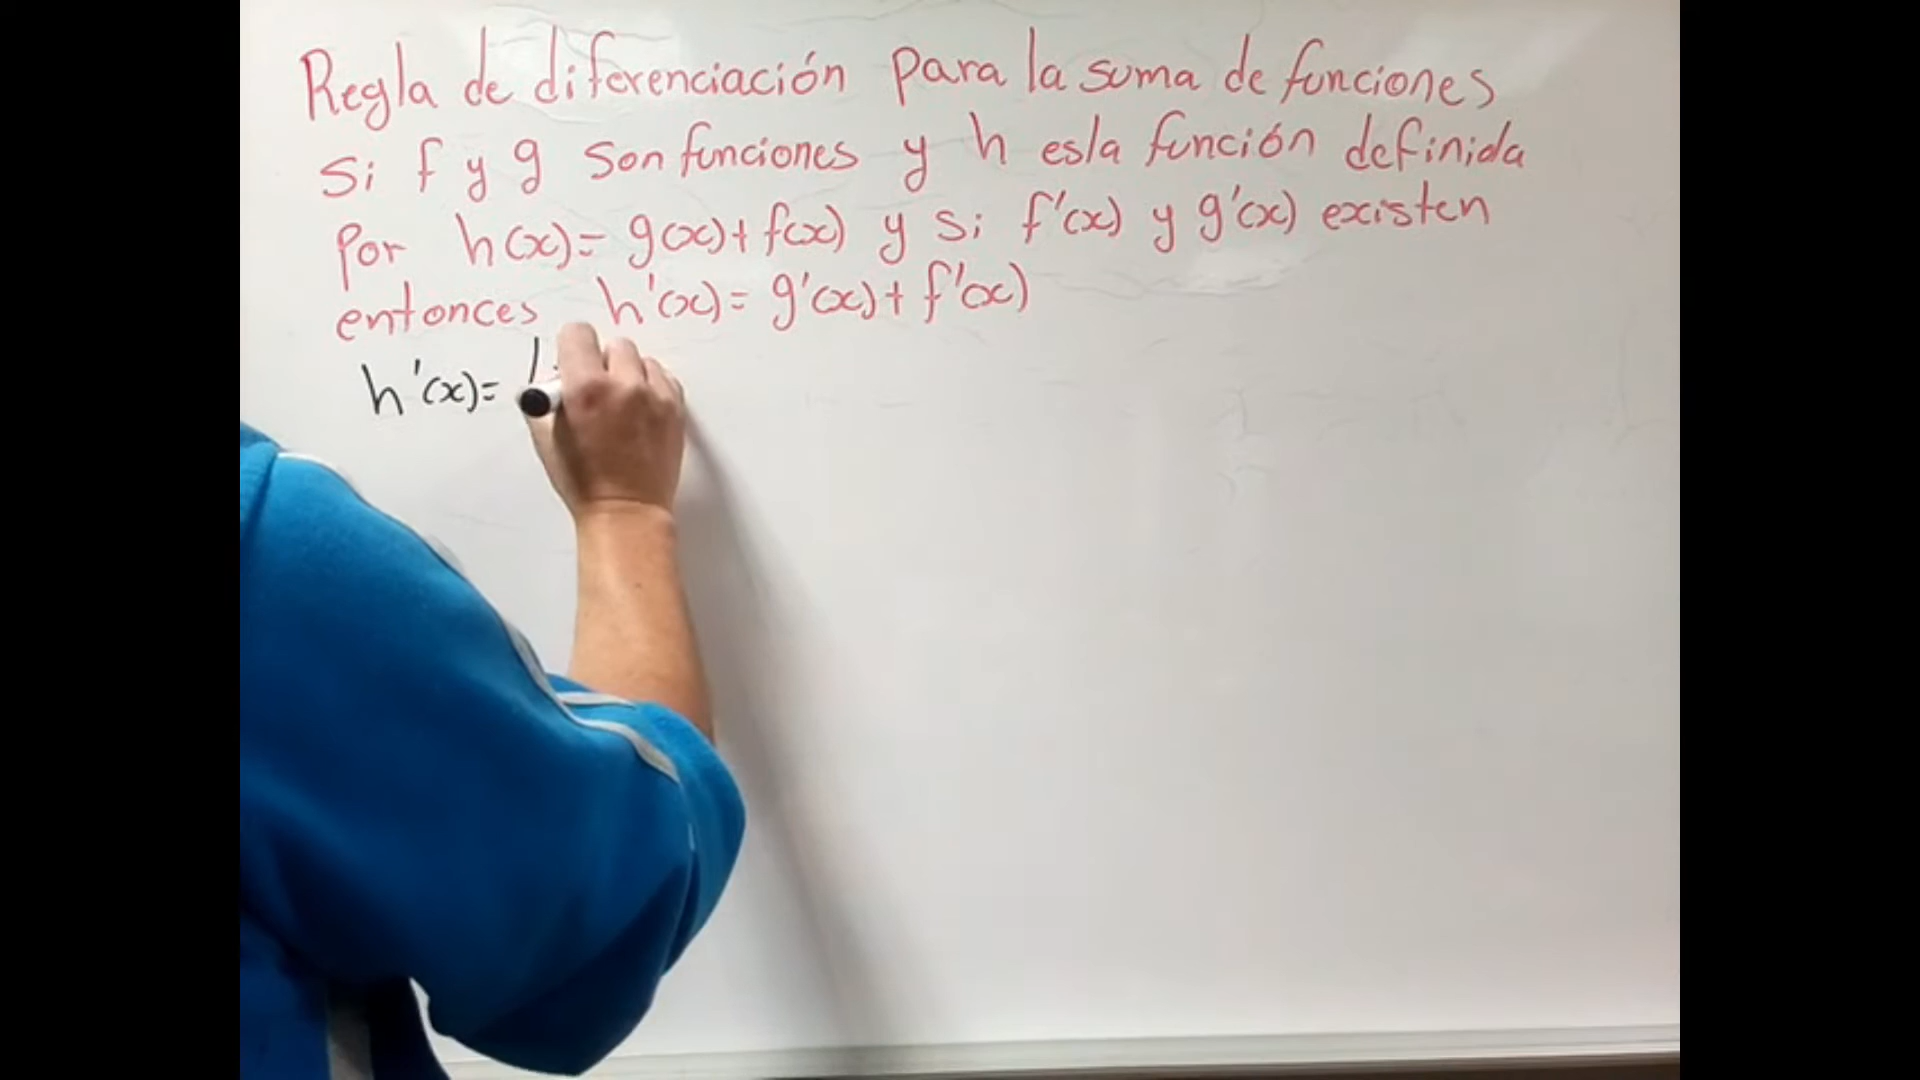 Regla de diferenciación para la suma de funciones
Si f y g son funciones y h es la función definida
por h(x)= g(x)+f(x) y si f'(x) y g'(x) existen
entonces h'(x)= g'(x)+ f'(x)
h'(x)=